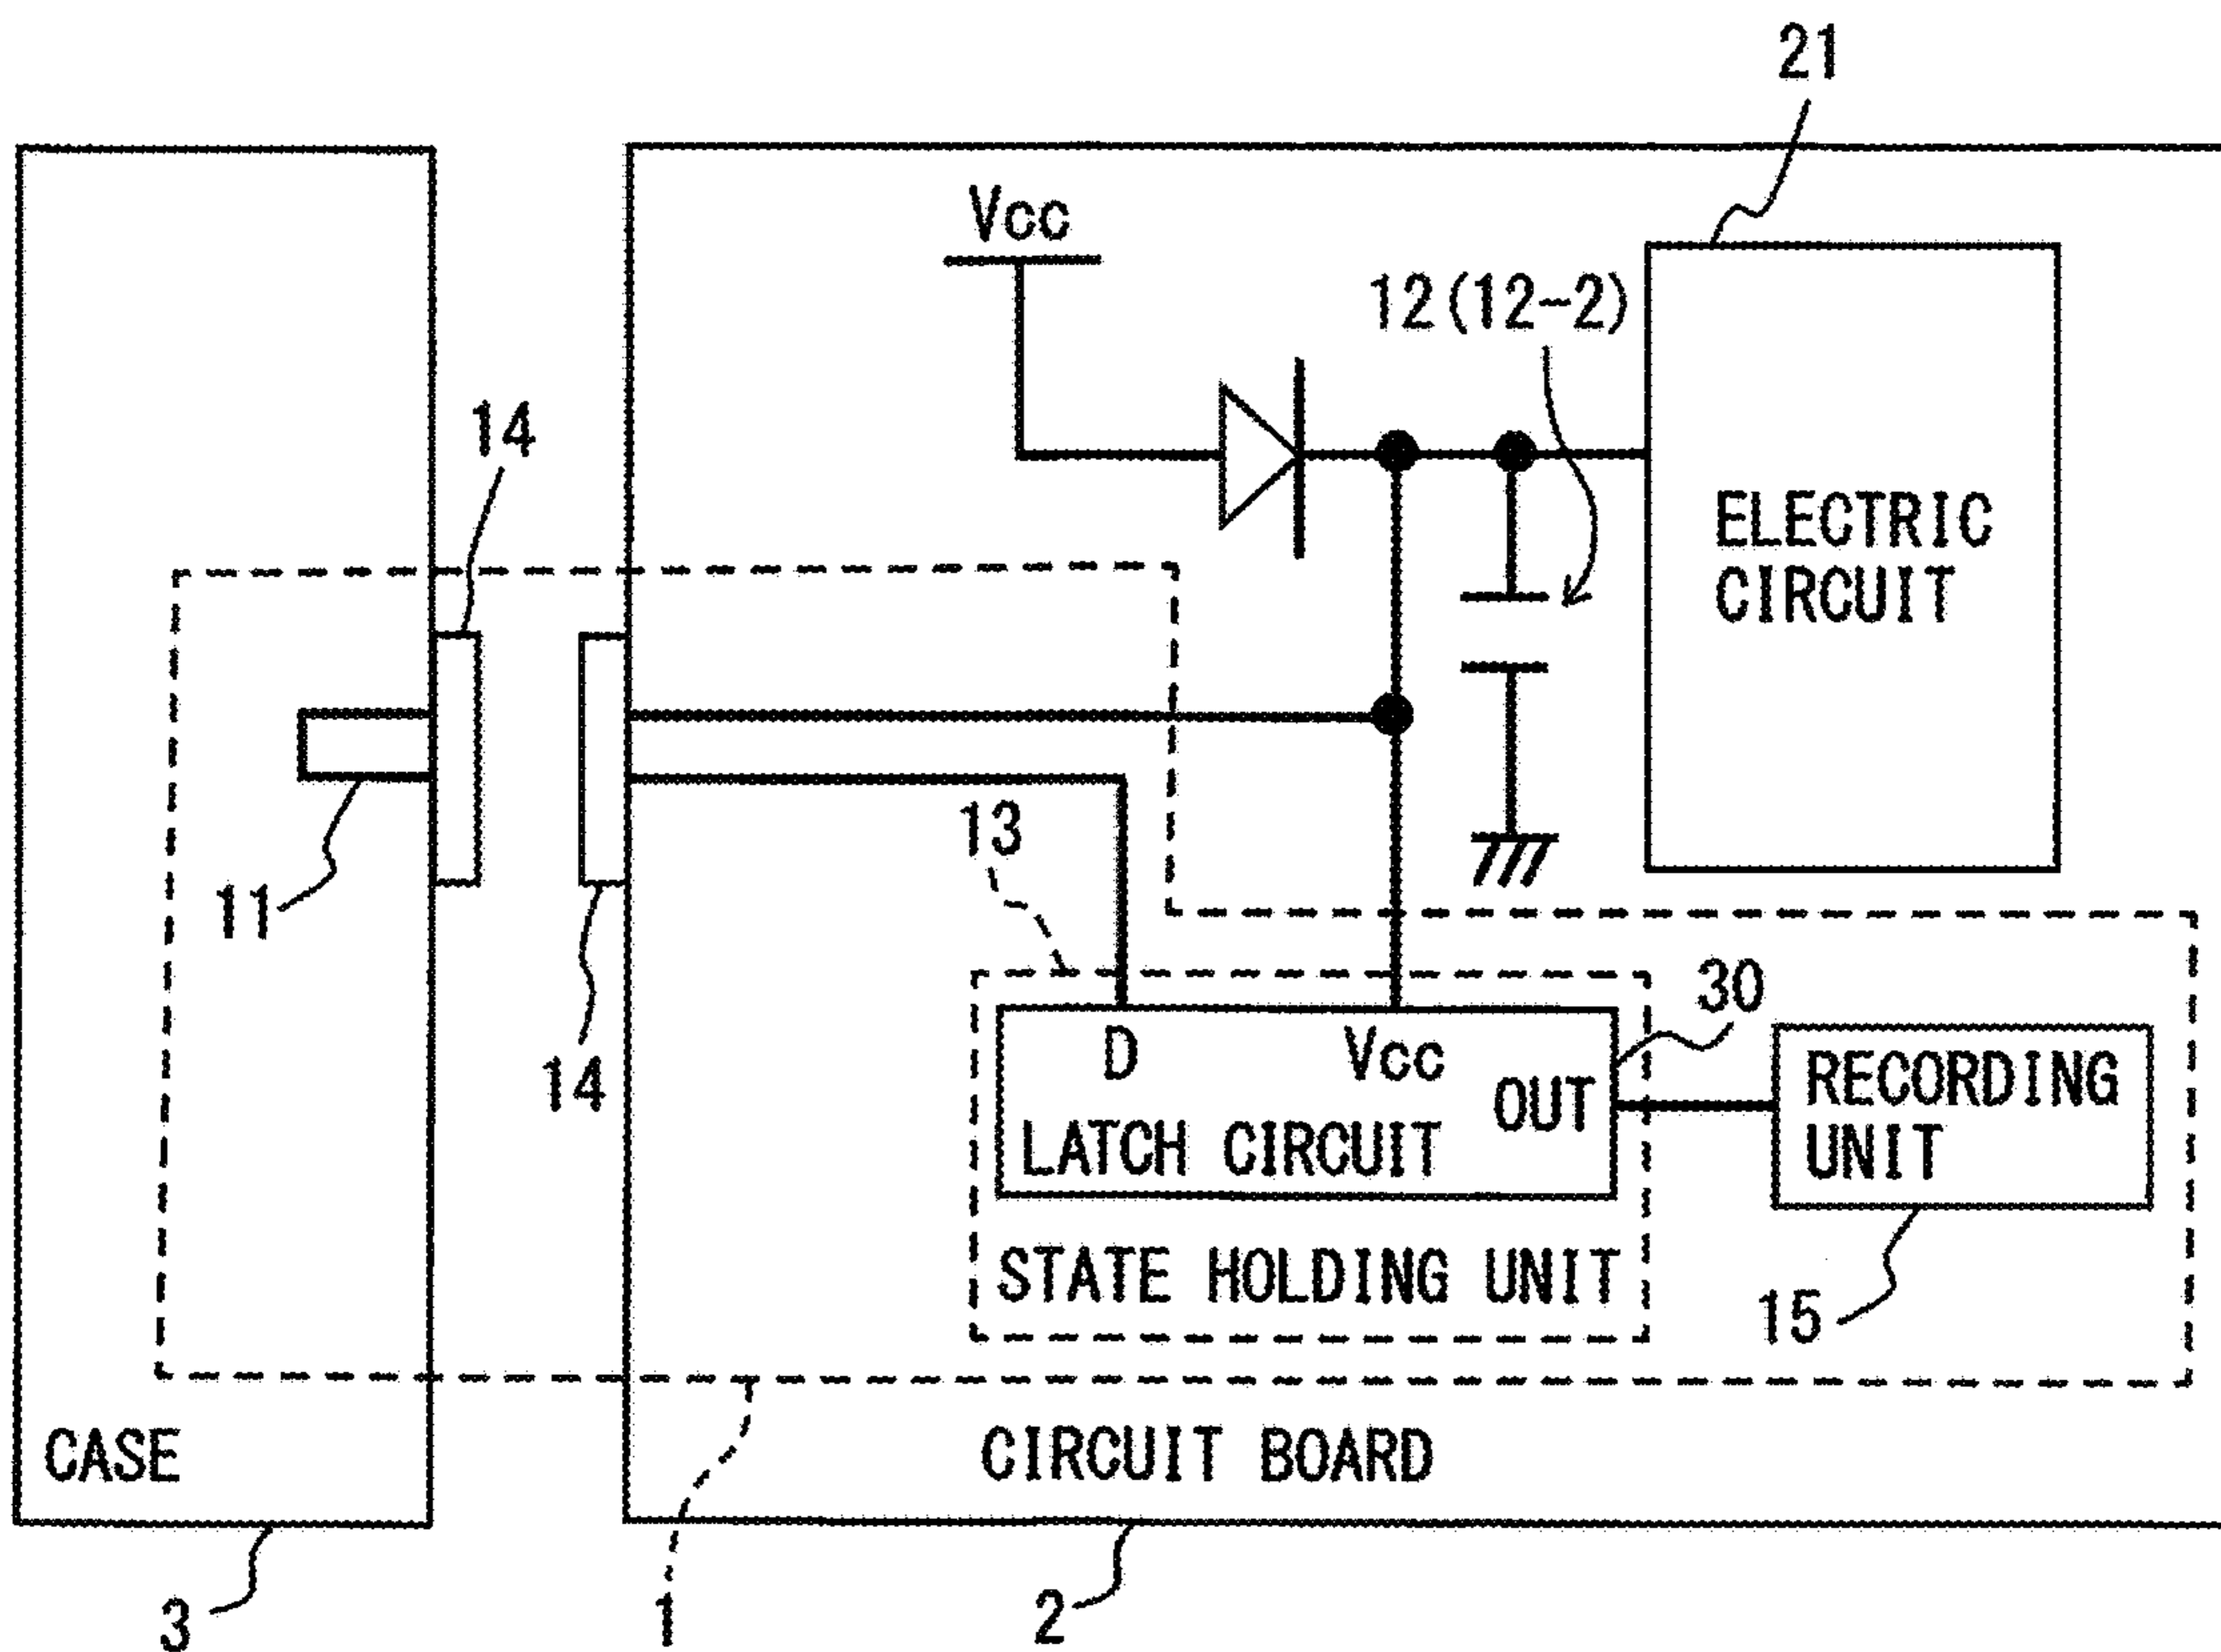 21
Vcc
12(12-2)
14
ELECTRIC
CIRCUIT
11
13
14
30
D
Vcc
OUT
LATCH CIRCUIT
RECORDING
UNIT
STATE HOLDING UNIT
15
CASE
CIRCUIT BOARD
3
1
2